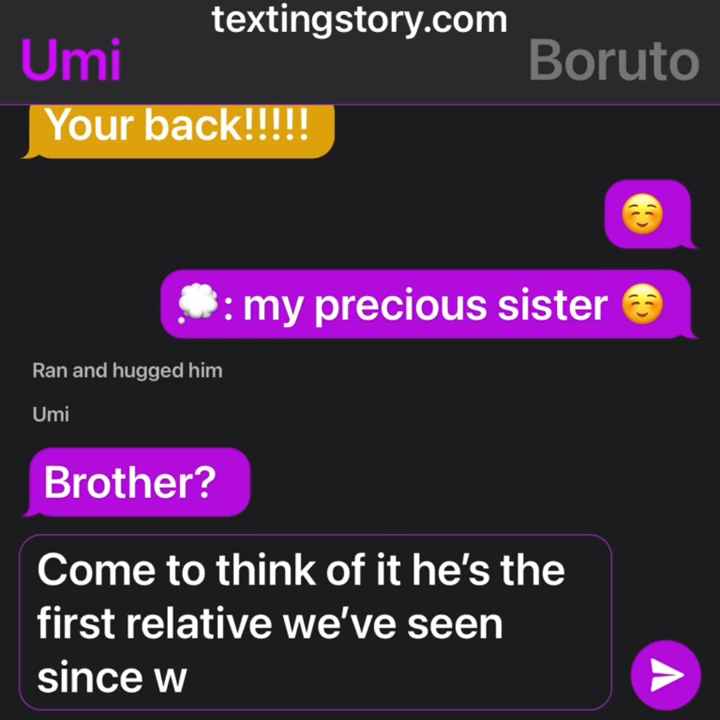 textingstory.com
Umi
Boruto
Your back!!!!!
☺️
💭: my precious sister ☺️
Ran and hugged him
Umi
Brother?
Come to think of it he’s the
first relative we’ve seen
since w